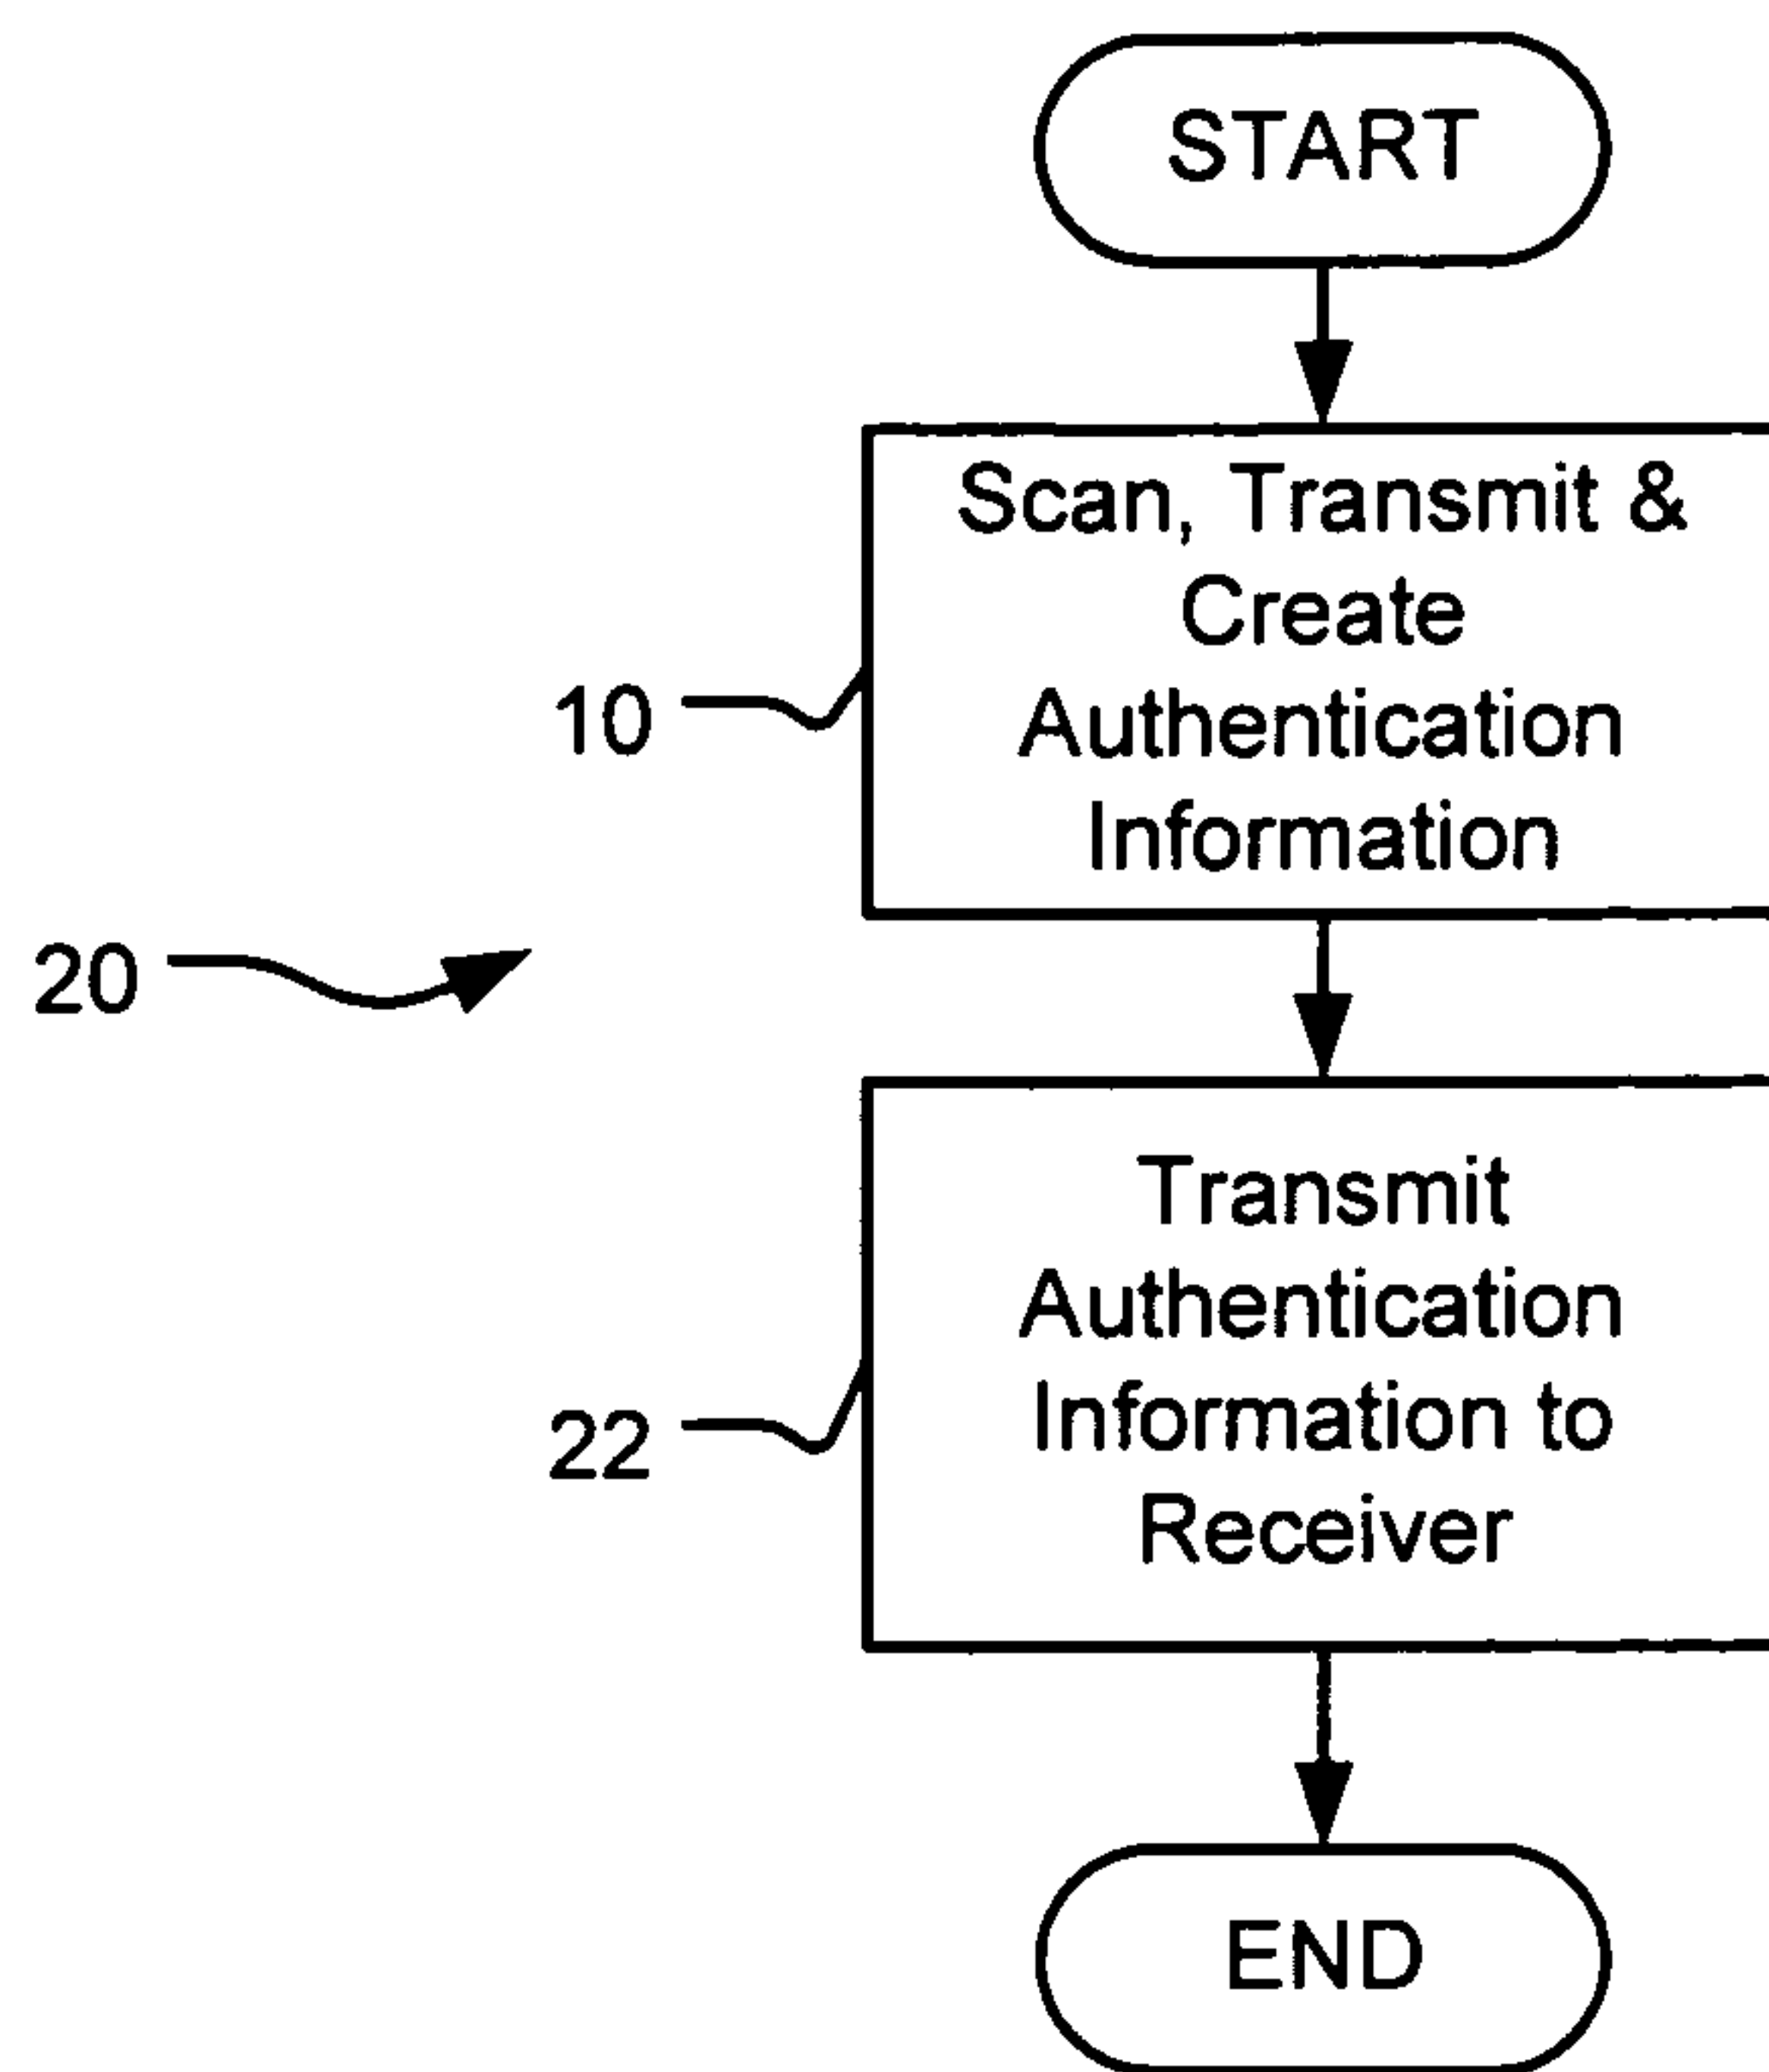 START
Scan, Transmit &
Create
Authentication
Information
10
20
Transmit
Authentication
Information to
Receiver
22
END